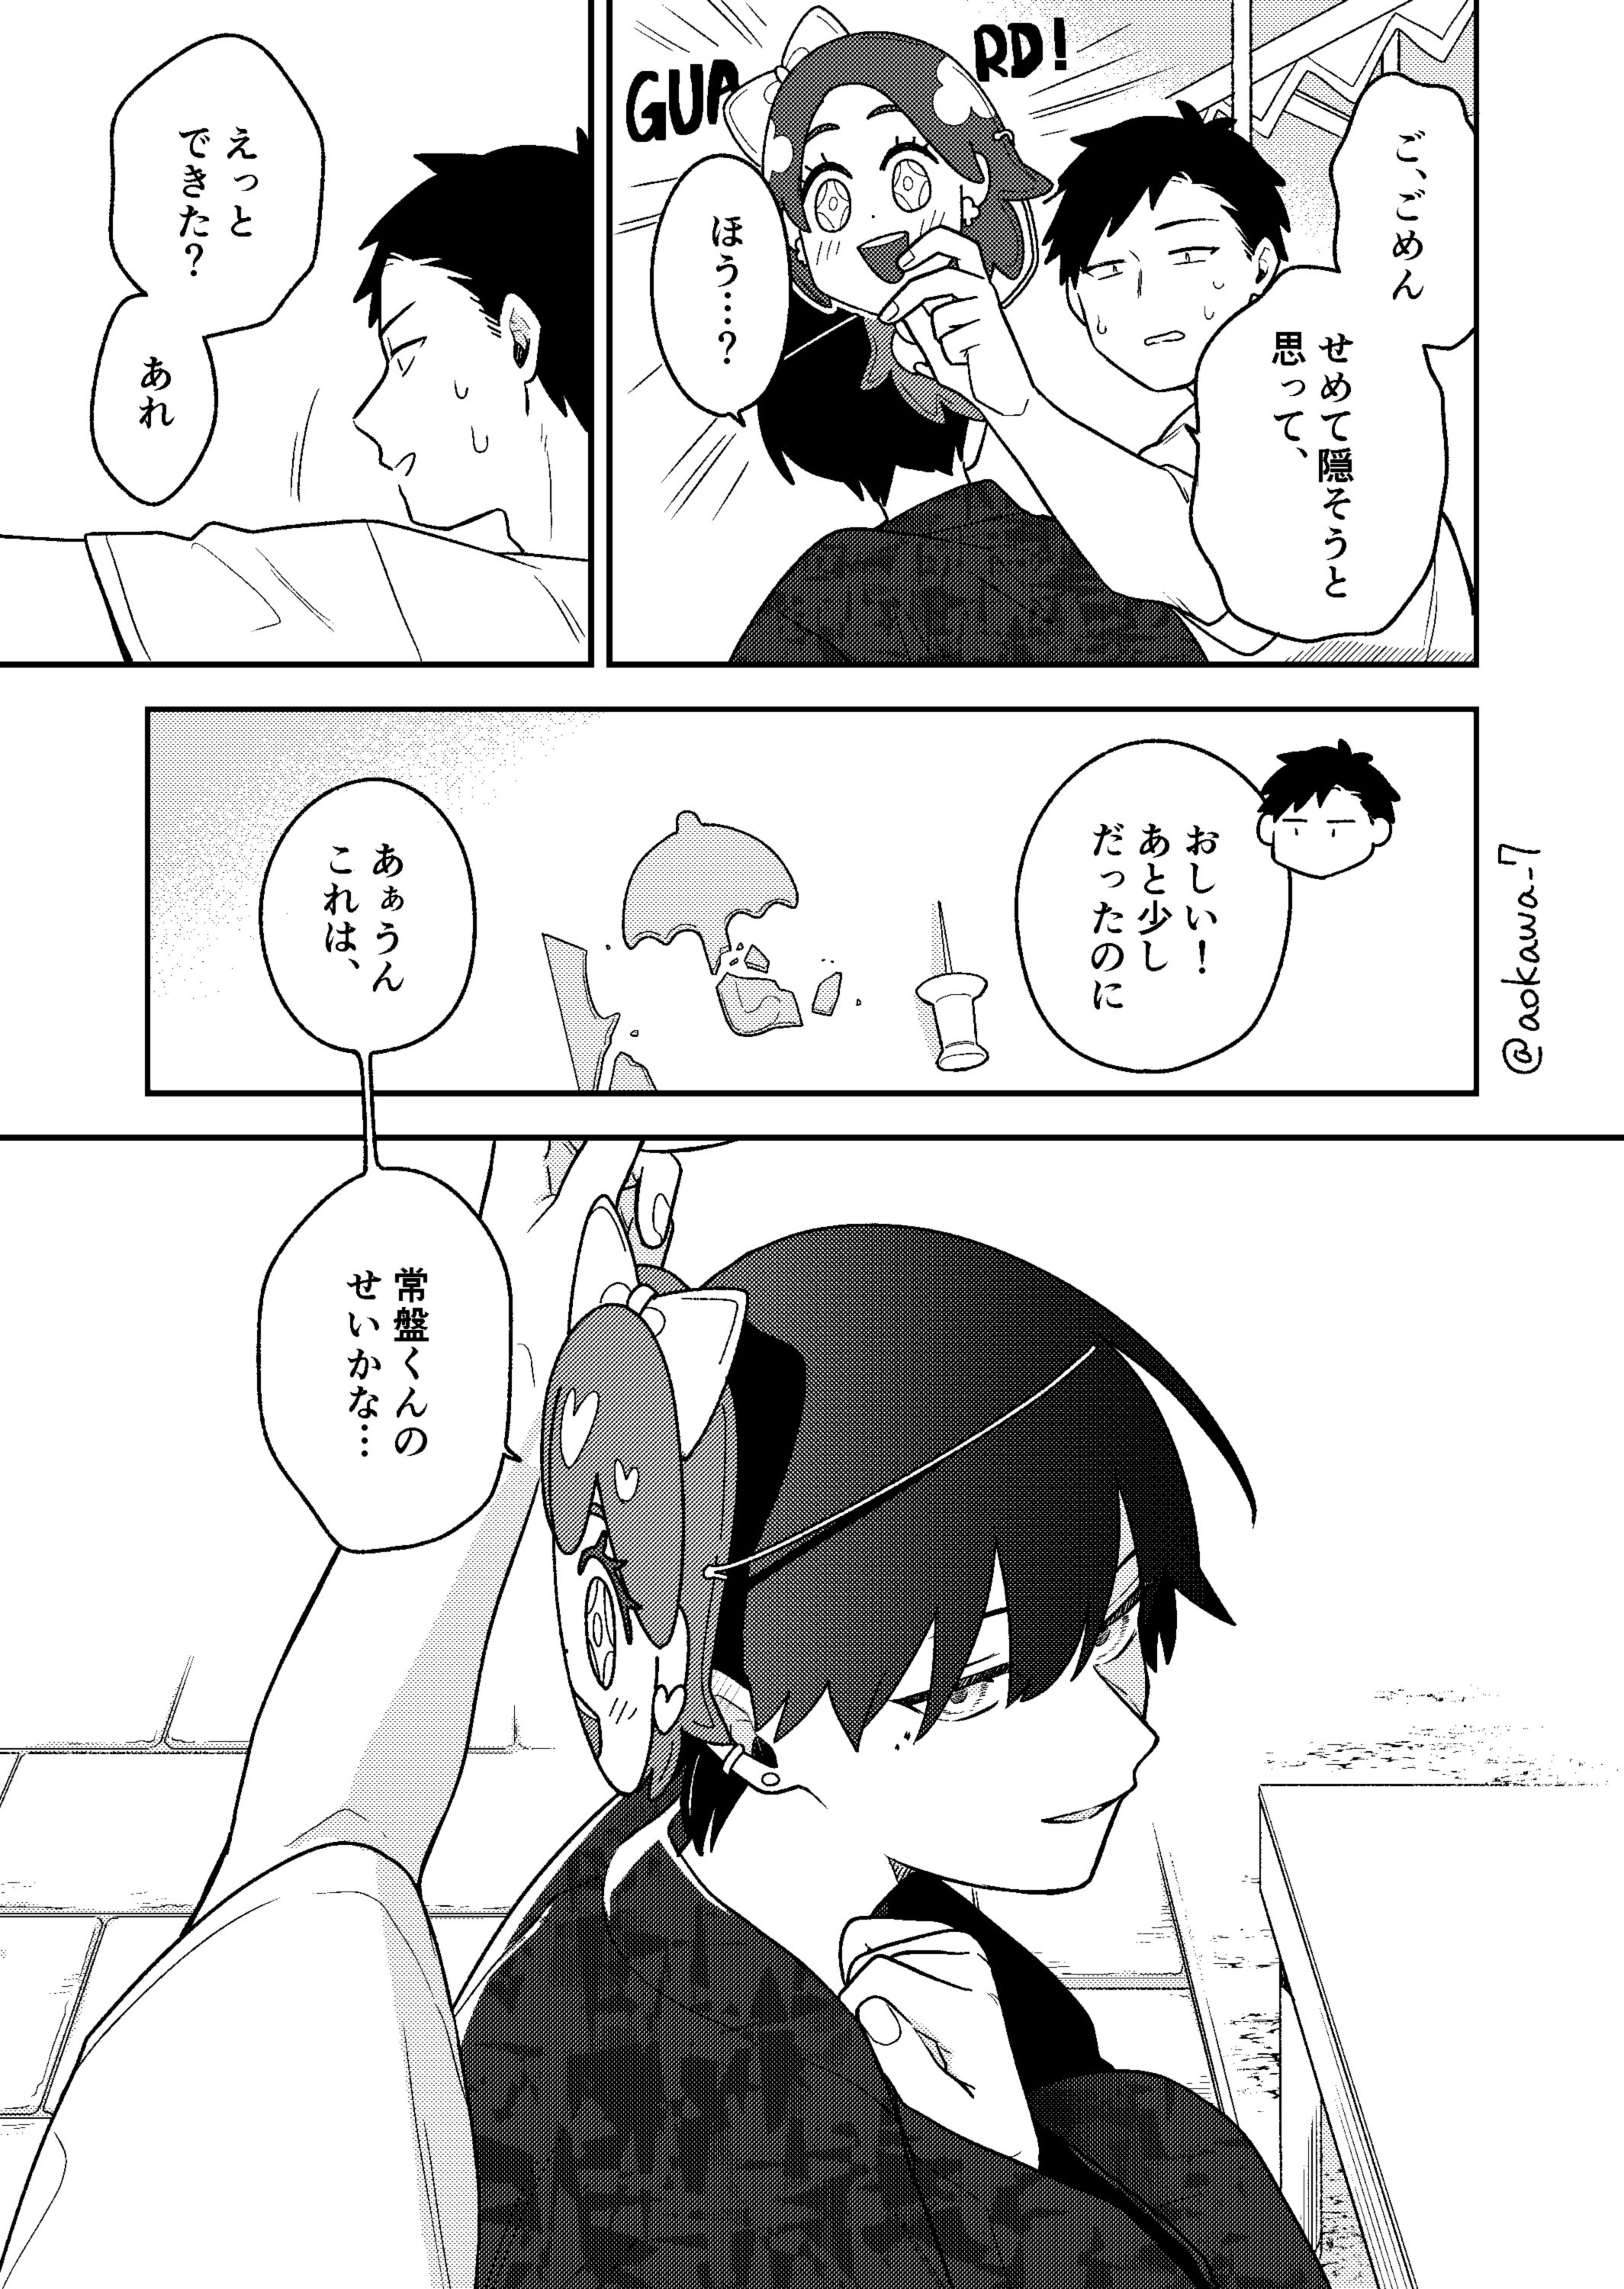 ご、ごめん
せめて隠そうと
思って、
GUA
RD!
ほう…?
えっと
できた?
あれ
おしい!
あと少し
だったのに
あぁうん
これは、
常盤くんの
せいかな…
@aokawa_7